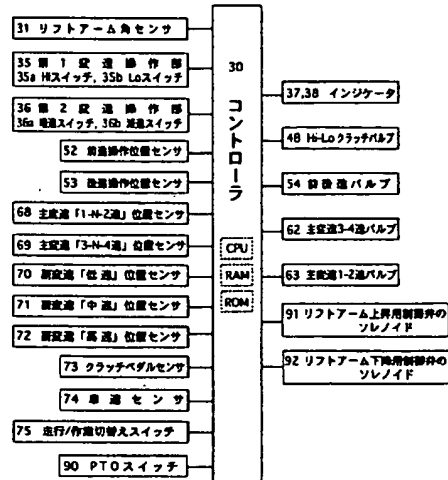 31 リフトアーム角センサ
35 第1変速操作部
35a Hiスイッチ, 35b Loスイッチ
36 第2変速操作部
36a 増速スイッチ, 36b 減速スイッチ
52 前進操作位置センサ
53 後進操作位置センサ
68 主変速「1-N-2速」位置センサ
69 主変速「3-N-4速」位置センサ
70 副変速「低速」位置センサ
71 副変速「中速」位置センサ
72 副変速「高速」位置センサ
73 クラッチペダルセンサ
74 車速センサ
75 走行/作業切替えスイッチ
90 PTOスイッチ
30
コントローラ
CPU
RAM
ROM
37,38 インジケータ
48 Hi-Loクラッチバルブ
54 前後進バルブ
62 主変速3-4速バルブ
63 主変速1-2速バルブ
91 リフトアーム上昇用制御弁の
ソレノイド
92 リフトアーム下降用制御弁の
ソレノイド